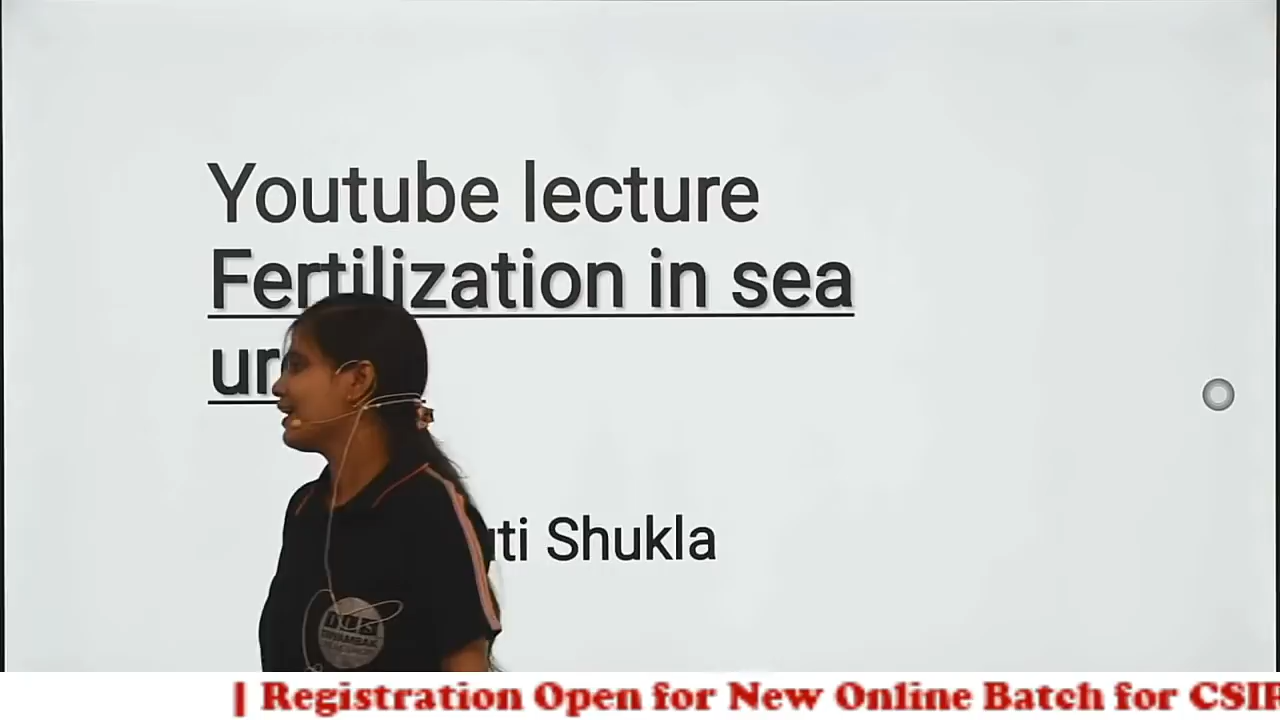 Youtube lecture
Fertilization in sea
Shukla
| Registration Open for New Online Batch for